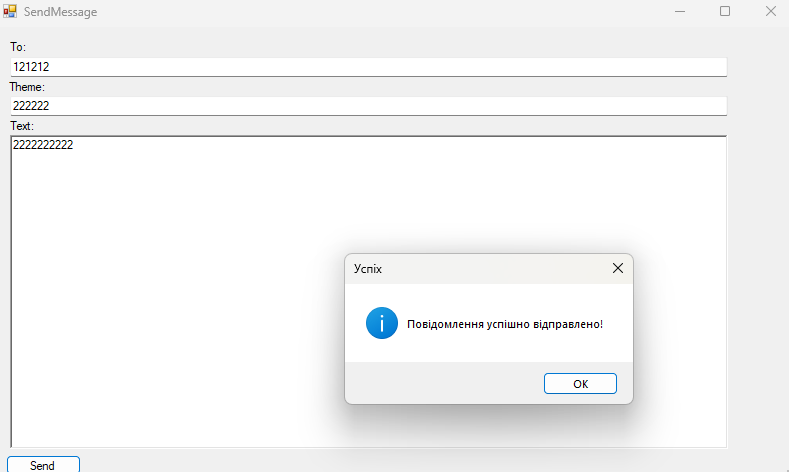 SendMessage
To:
121212
Theme:
222222
Text:
2222222222
Успіх
Повідомлення успішно відправлено!
OK
Send